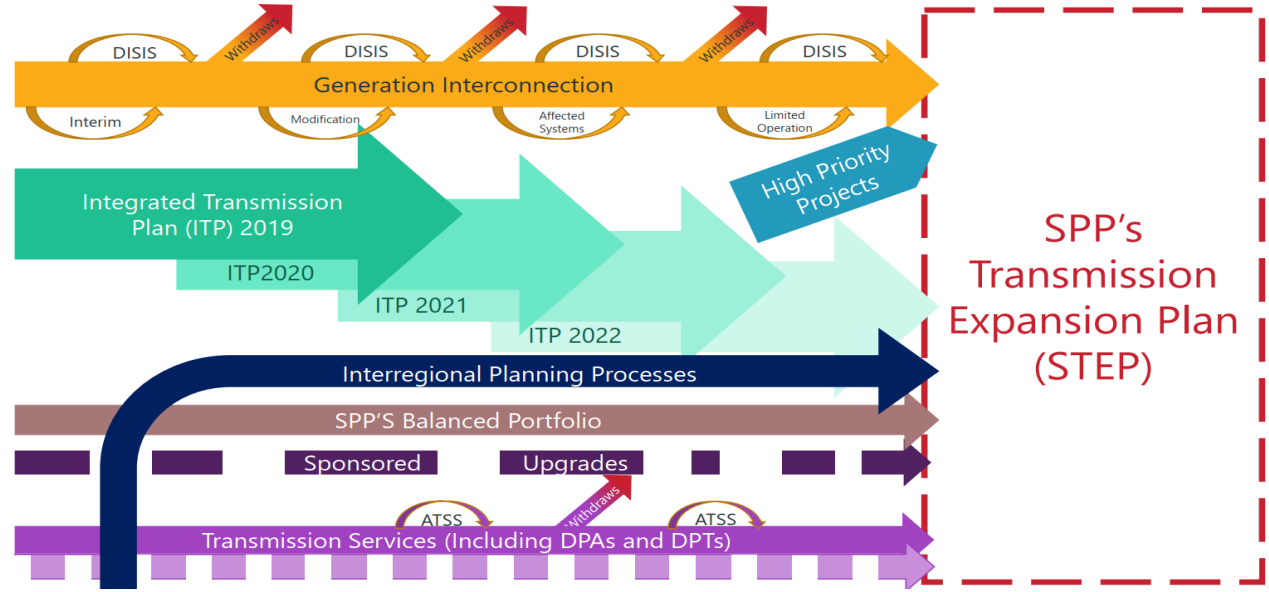 Withdraws
Withdraws
Withdraws
DISIS
DISIS
DISIS
DISIS
Generation Interconnection
Interim
Modification
Affected
Systems
Limited
Operation
High Priority
Projects
Integrated Transmission
Plan (ITP) 2019
ITP2020
ITP 2021
ITP 2022
SPP's
Transmission
Expansion Plan
(STEP)
Interregional Planning Processes
SPP'S Balanced Portfolio
Sponsored
Upgrades
Withdraws
ATSS
ATSS
Transmission Services (Including DPAs and DPTs)